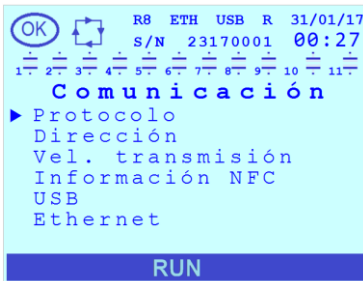 OK R8 ETH USB R 31/01/17
S/N 23170001 00:27
1 2 3 4 5 6 7 8 9 10 11
Comunicación
Protocolo
Dirección
Vel. transmisión
Información NFC
USB
Ethernet
RUN